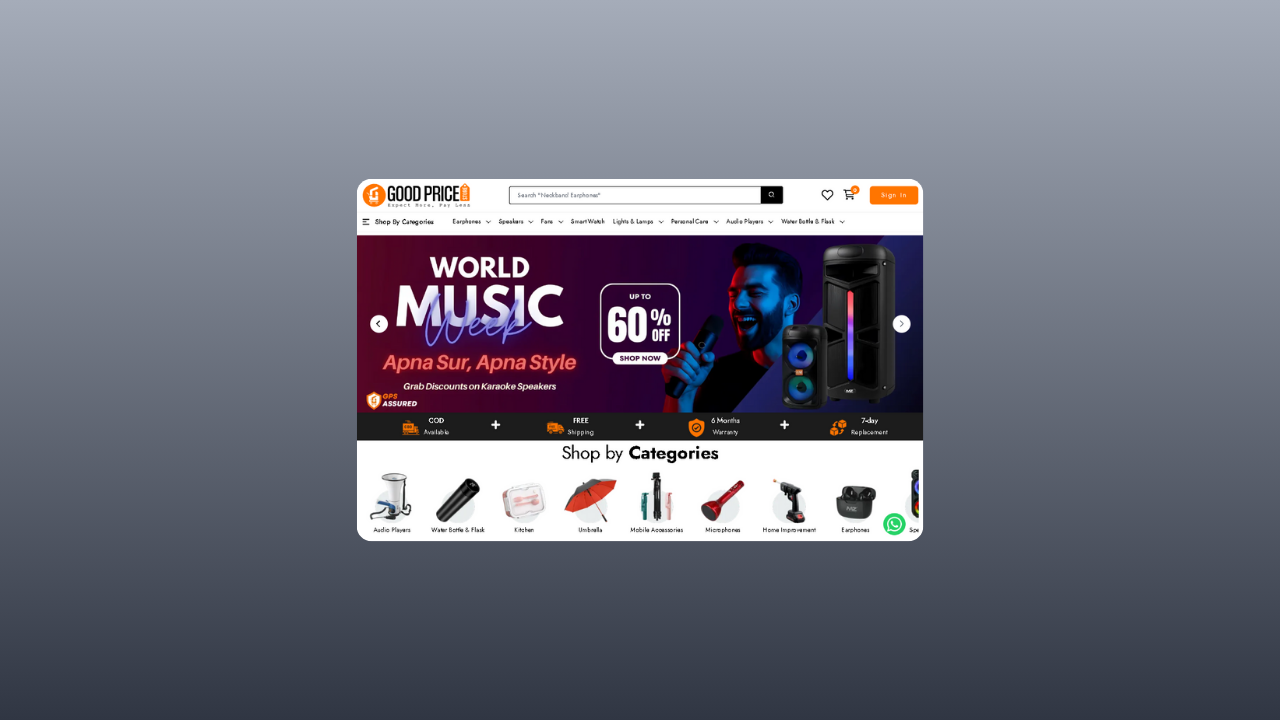 GOOD PRICE
Expect More, Pay Less
Search "Neckband Earphones"
0
Sign In
Shop By Categories
Earphones
Speakers
Fans
Smart Watch
Lights & Lamps
Personal Care
Audio Players
Water Bottle & Flask
WORLD
MUSIC
Week
Apna Sur, Apna Style
Grab Discounts on Karaoke Speakers
GPS
ASSURED
UP TO
60%
OFF
SHOP NOW
COD
Available
FREE
Shipping
6 Months
Warranty
7-day
Replacement
Shop by Categories
Audio Players
Water Bottle & Flask
Kitchen
Umbrella
Mobile Accessories
Microphones
Home Improvement
Earphones
Spe